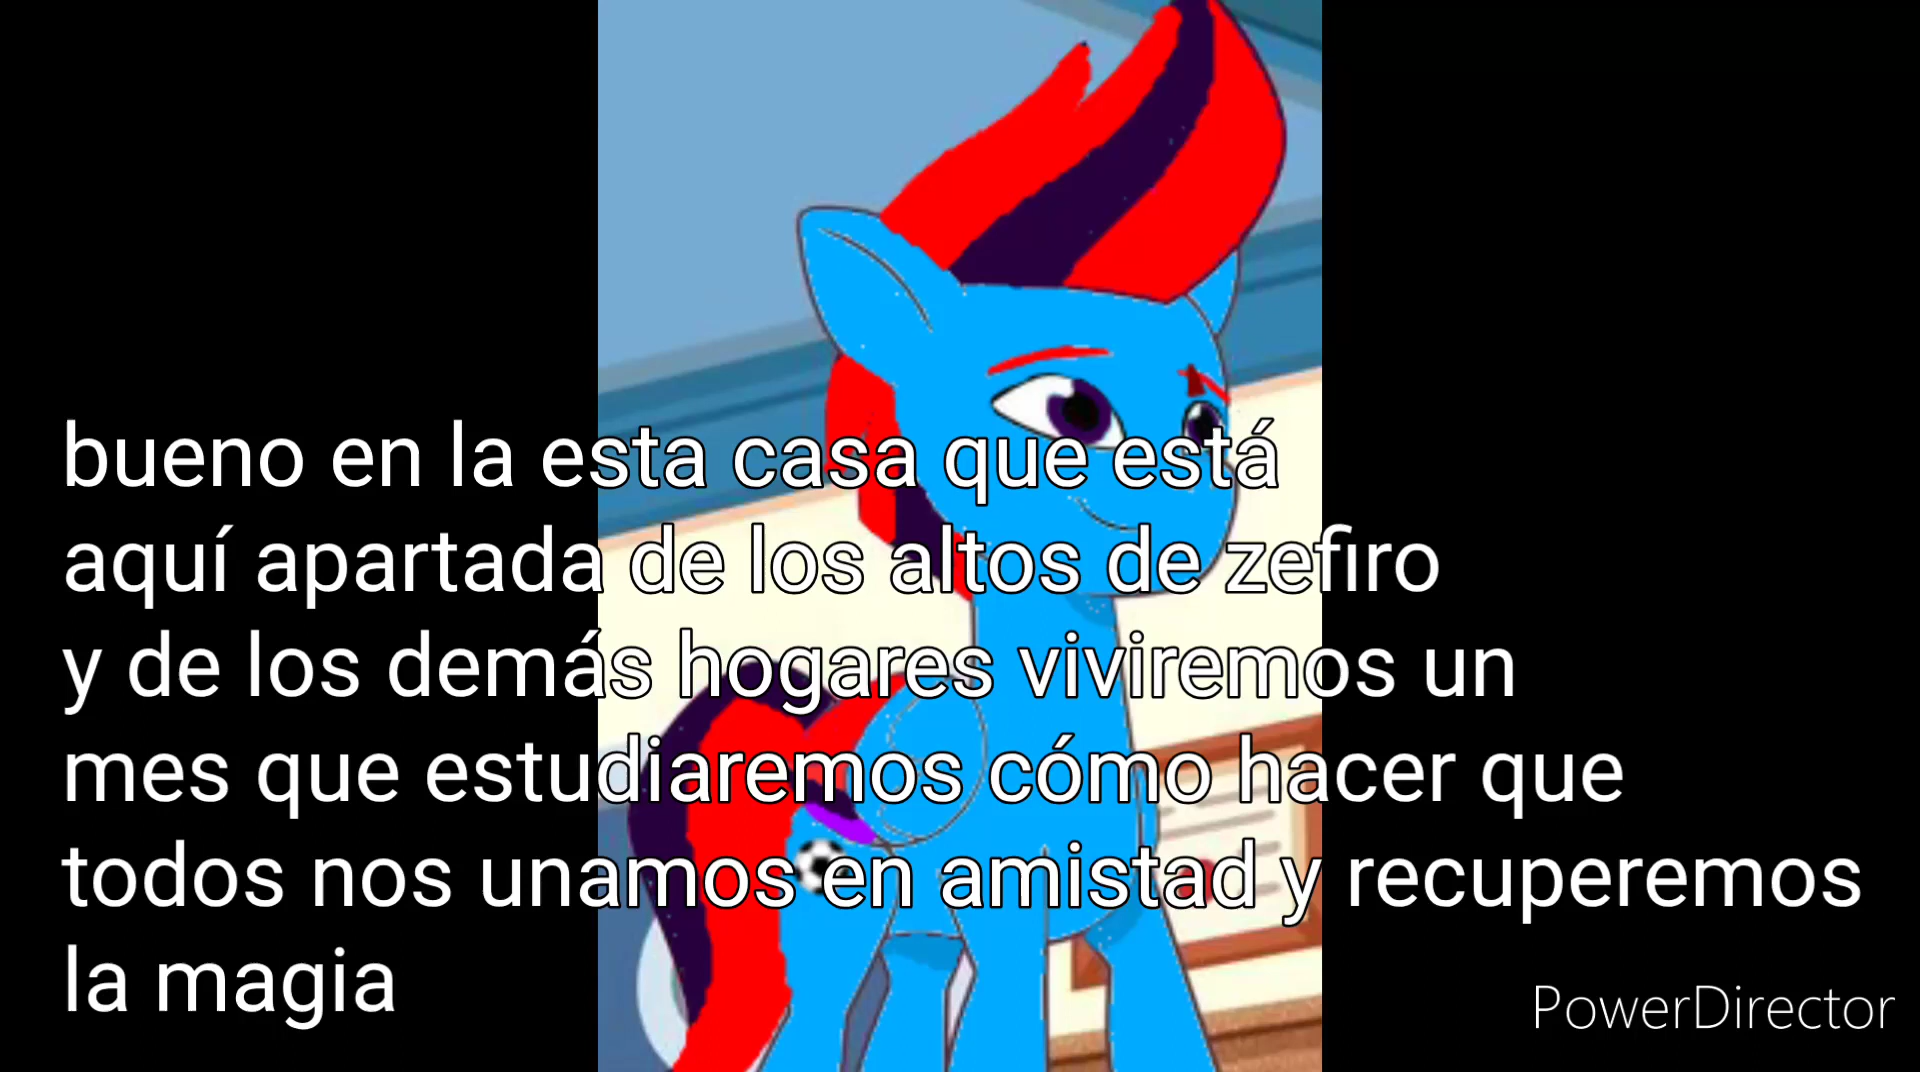 bueno en la esta casa que está
aquí apartada de los altos de zefiro
y de los demás hogares viviremos un
mes que estudiaremos cómo hacer que
todos nos unamos en amistad y recuperemos
la magia
PowerDirector